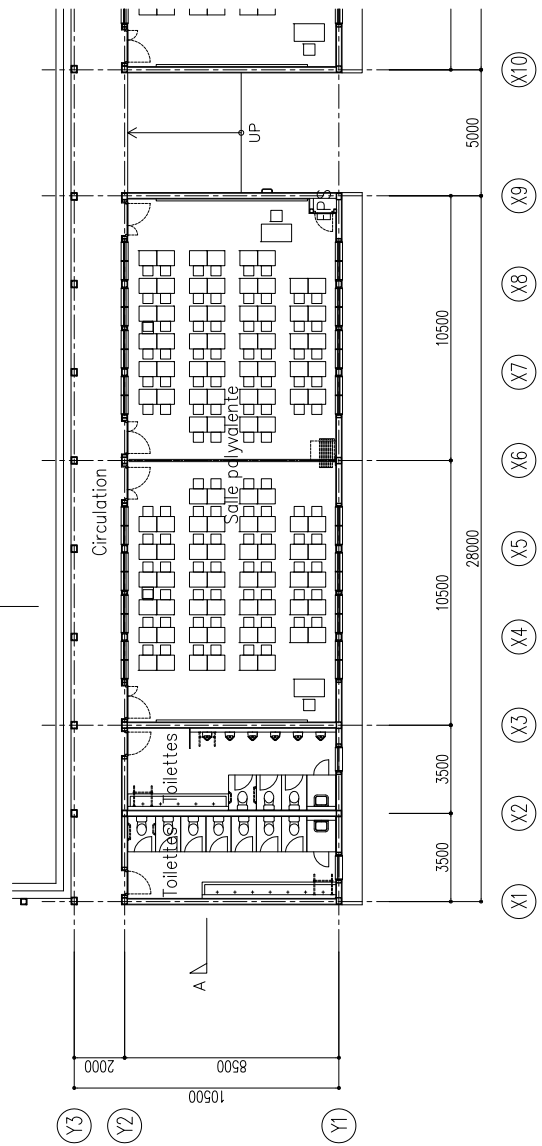 Circulation
Salle polyvalente
Toilettes
Toilettes
UP
EPS
A
5000
10500
10500
3500
3500
28000
2000
8500
10500
X10
X9
X8
X7
X6
X5
X4
X3
X2
X1
Y3
Y2
Y1